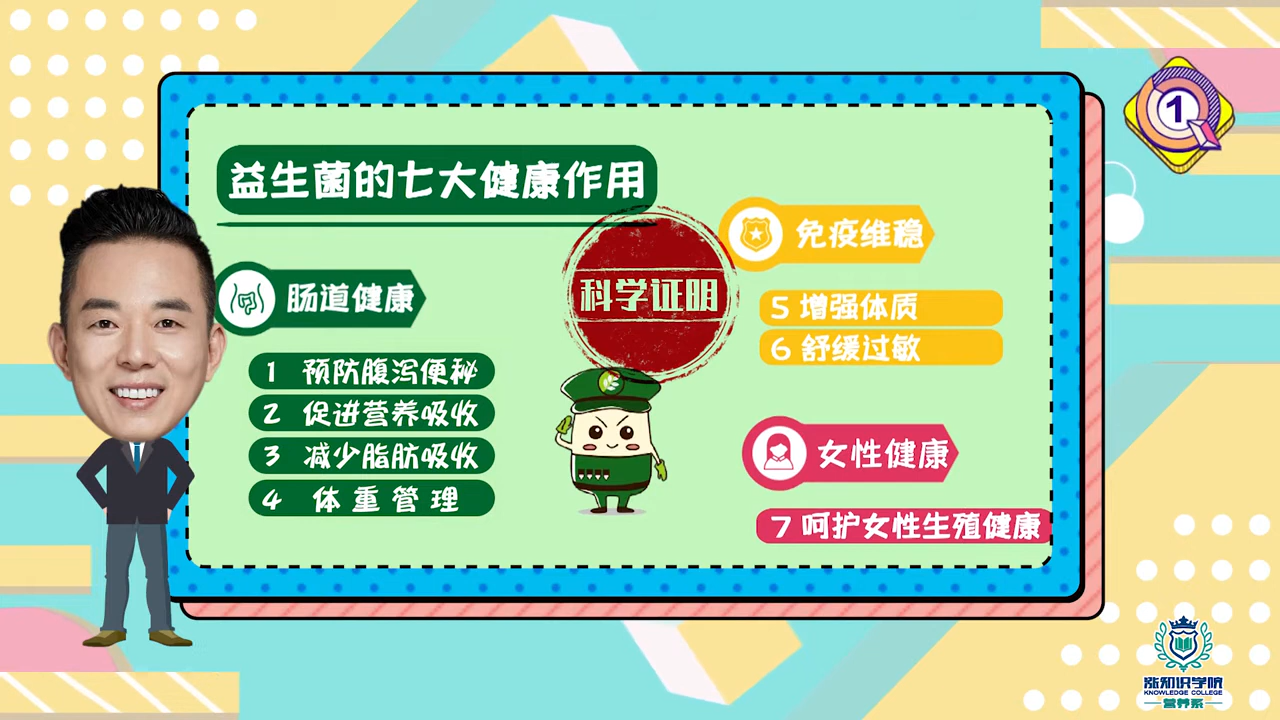 益生菌的七大健康作用
肠道健康
1 预防腹泻便秘
2 促进营养吸收
3 减少脂肪吸收
4 体重管理
科学证明
免疫维稳
5 增强体质
6 舒缓过敏
女性健康
7 呵护女性生殖健康
1
涨知识学院
KNOWLEDGE COLLEGE
营养系